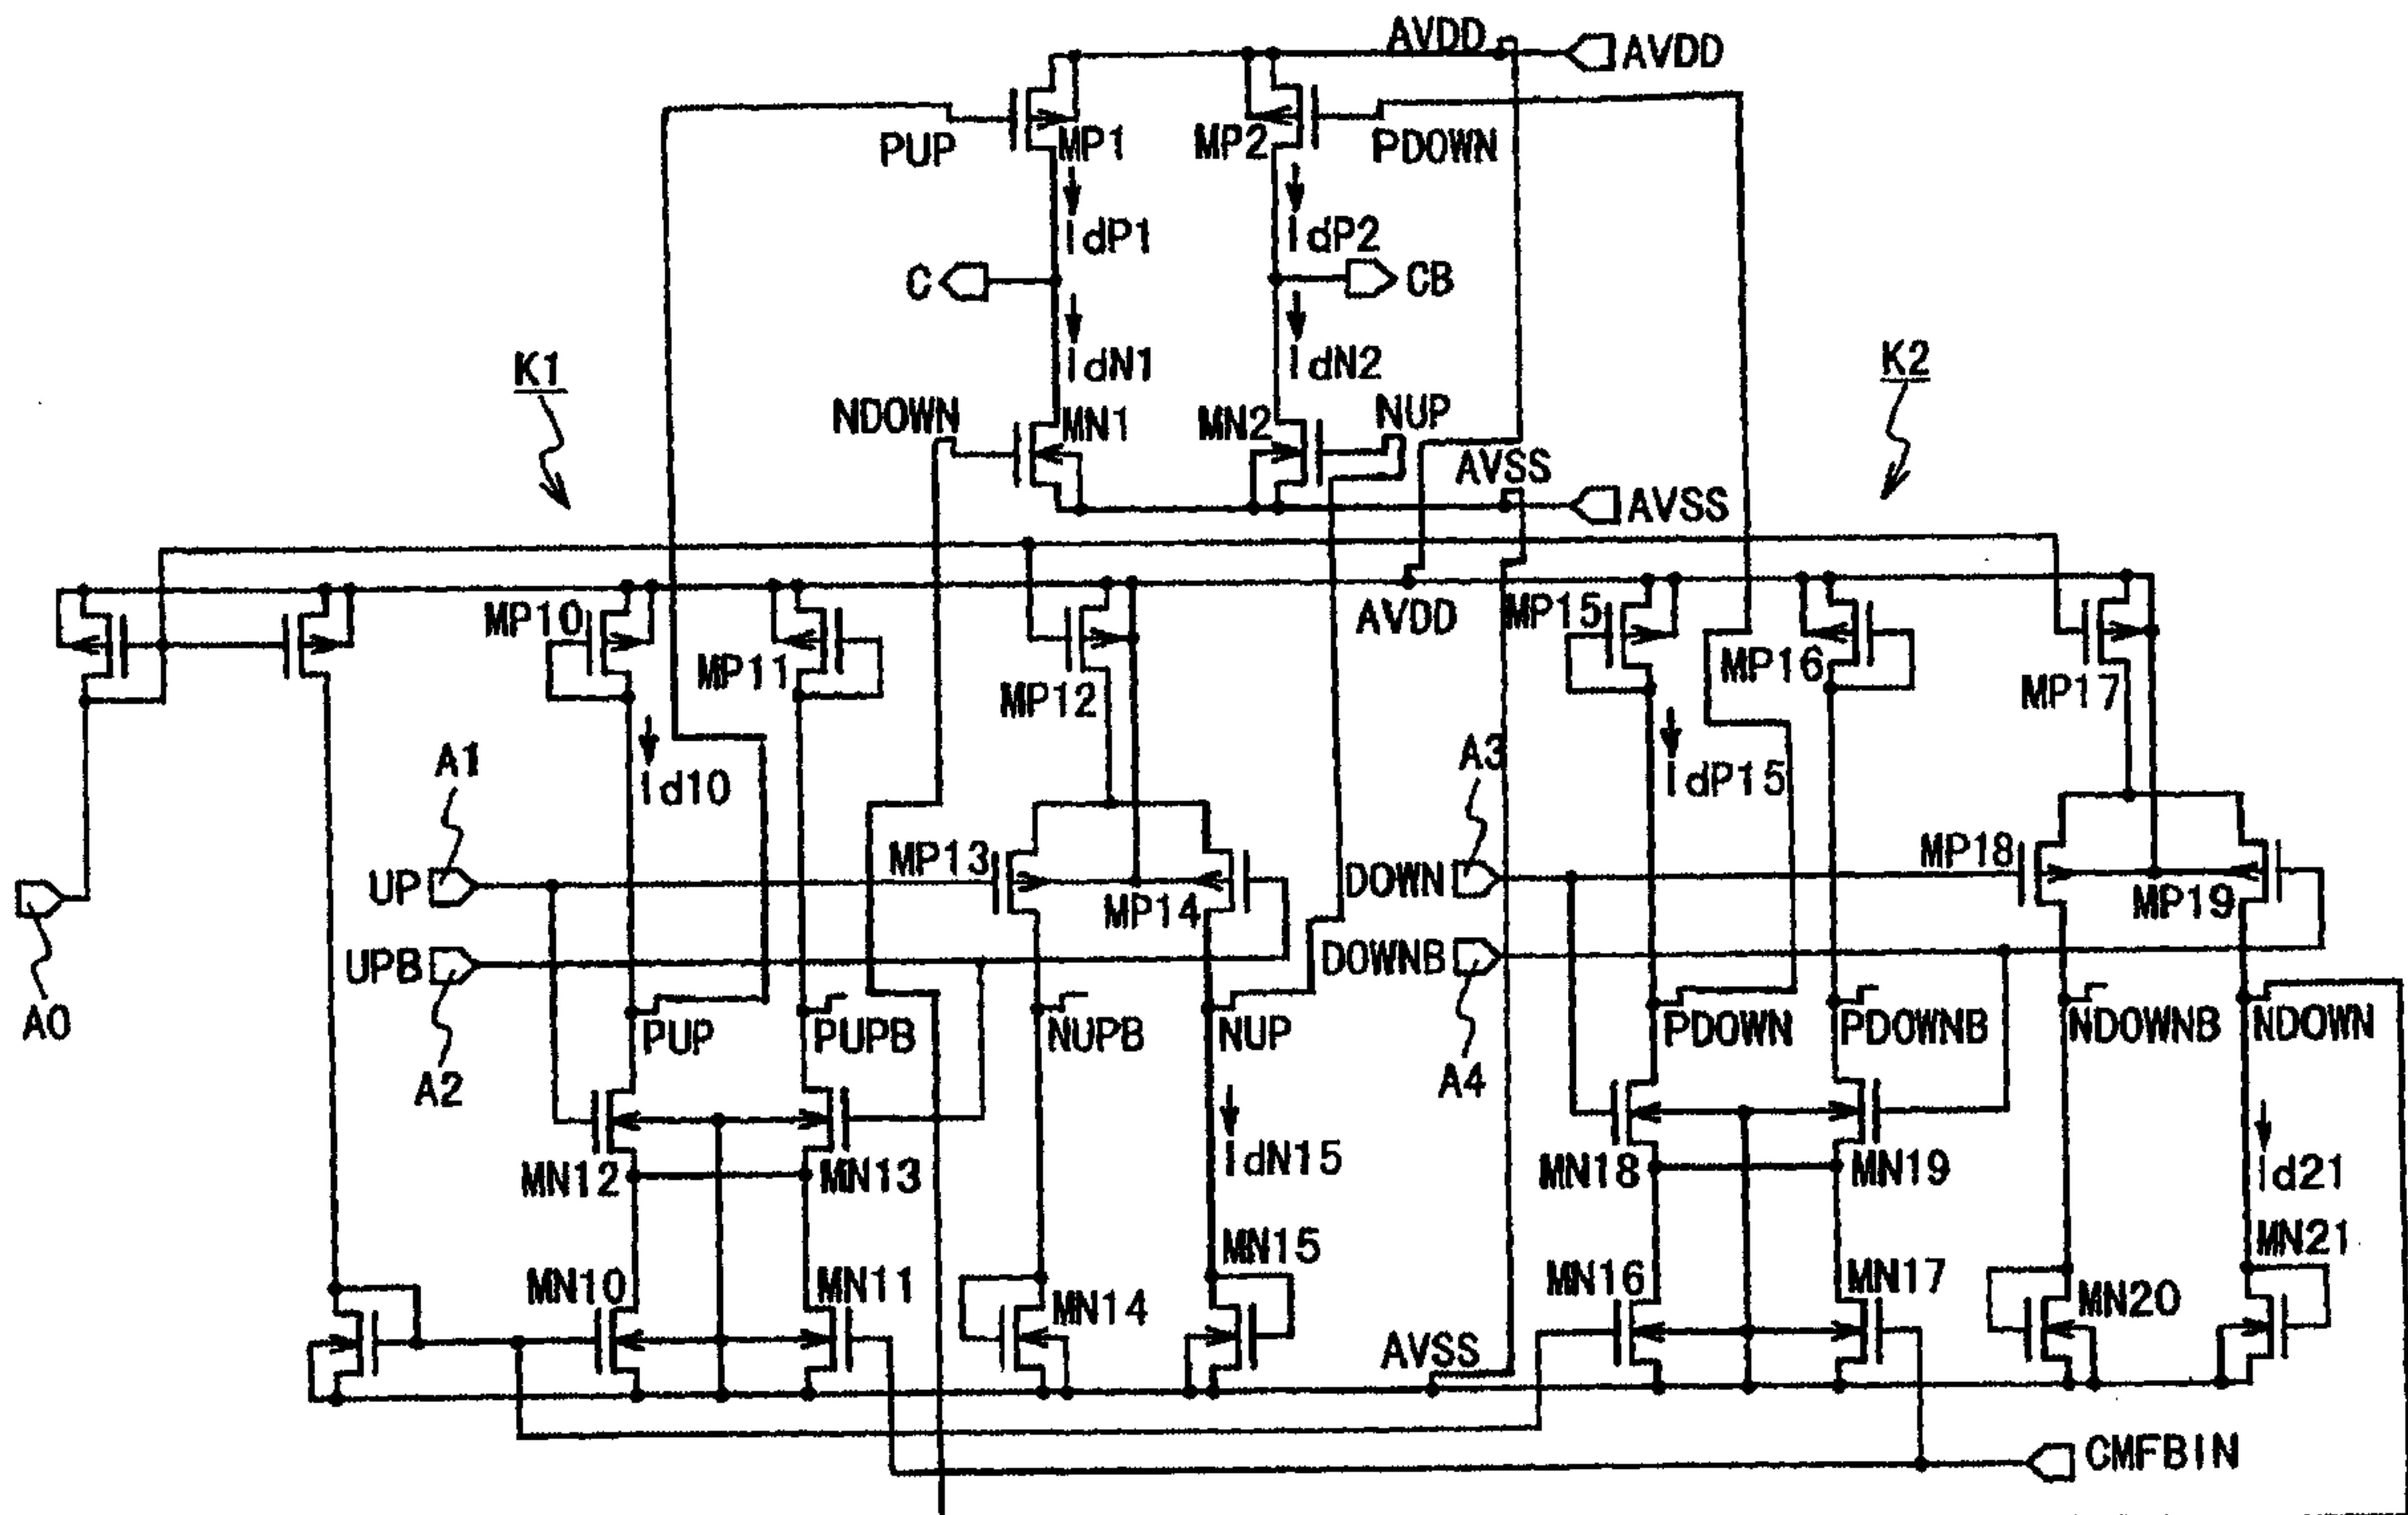 AVDD
AVDD
PUP
MP1
MP2
PDOWN
IdP1
IdP2
C
CB
IdN1
IdN2
K1
K2
NDOWN
MN1
MN2
NUP
AVSS
AVSS
MP10
MP11
MP12
AVDD
MP15
MP16
MP17
Id10
IdP15
A1
A3
UP
MP13
MP14
DOWN
MP18
MP19
UPB
DOWNB
A0
A2
PUP
PUPB
NUPB
NUP
A4
PDOWN
PDOWNB
NDOWNB
NDOWN
MN12
MN13
IdN15
MN18
MN19
Id21
MN10
MN11
MN14
MN15
MN16
MN17
MN20
MN21
AVSS
CMFBIN